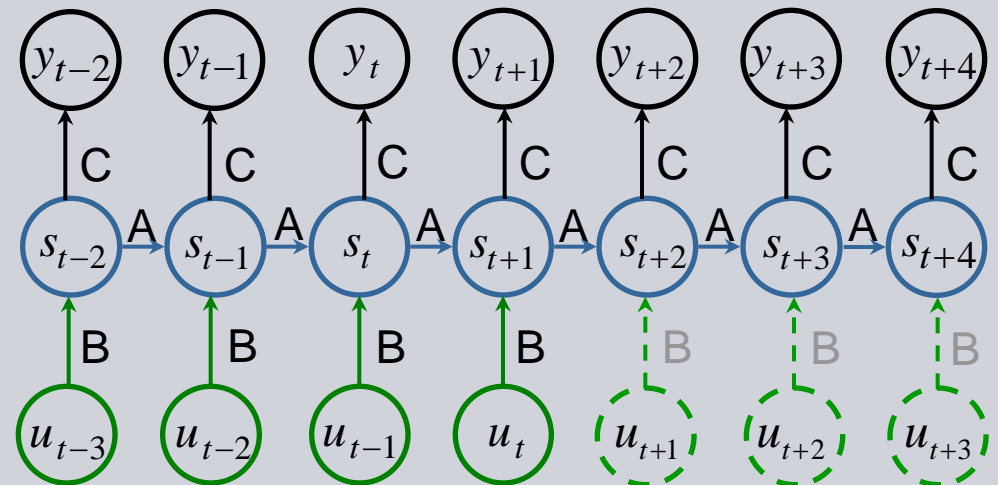 y_{t-2} y_{t-1} y_t y_{t+1} y_{t+2} y_{t+3} y_{t+4}
C C C C C C C
A A A A A A
s_{t-2} s_{t-1} s_t s_{t+1} s_{t+2} s_{t+3} s_{t+4}
B B B B B B B
u_{t-3} u_{t-2} u_{t-1} u_t u_{t+1} u_{t+2} u_{t+3}